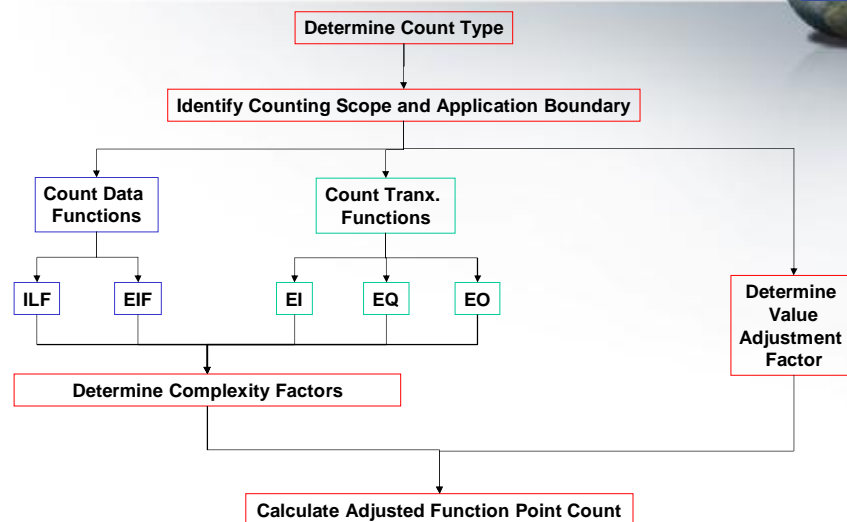 Determine Count Type
Identify Counting Scope and Application Boundary
Count Data
Functions
Count Tranx.
Functions
ILF
EIF
EI
EQ
EO
Determine
Value
Adjustment
Factor
Determine Complexity Factors
Calculate Adjusted Function Point Count